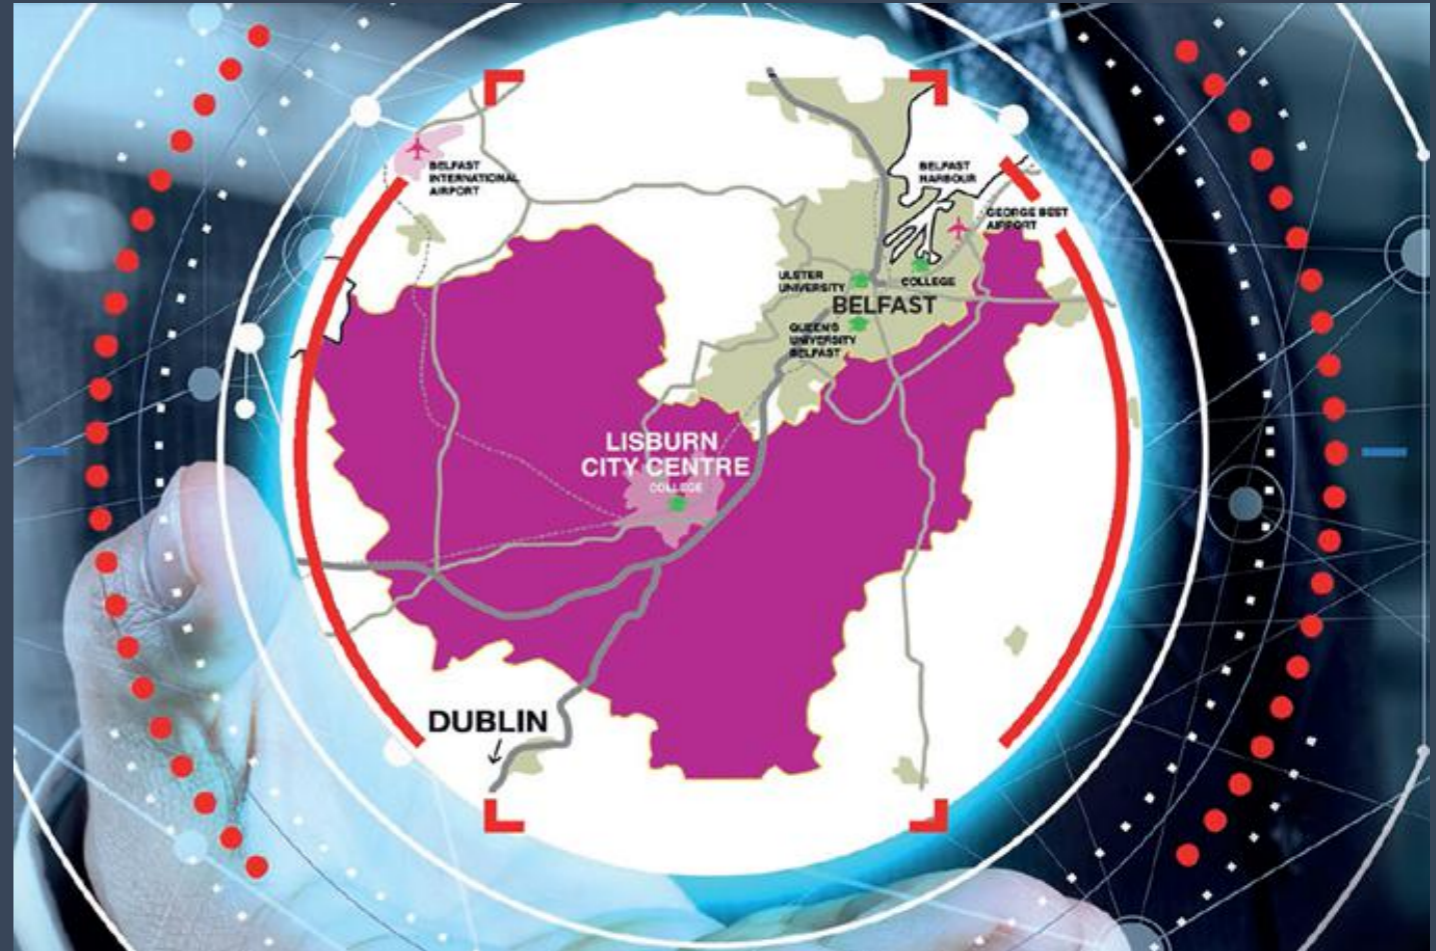 BELFAST
INTERNATIONAL
AIRPORT
BELFAST
HARBOUR
GEORGE BEST
AIRPORT
ULSTER
UNIVERSITY
COLLEGE
BELFAST
QUEEN'S
UNIVERSITY
BELFAST
LISBURN
CITY CENTRE
COLLEGE
DUBLIN